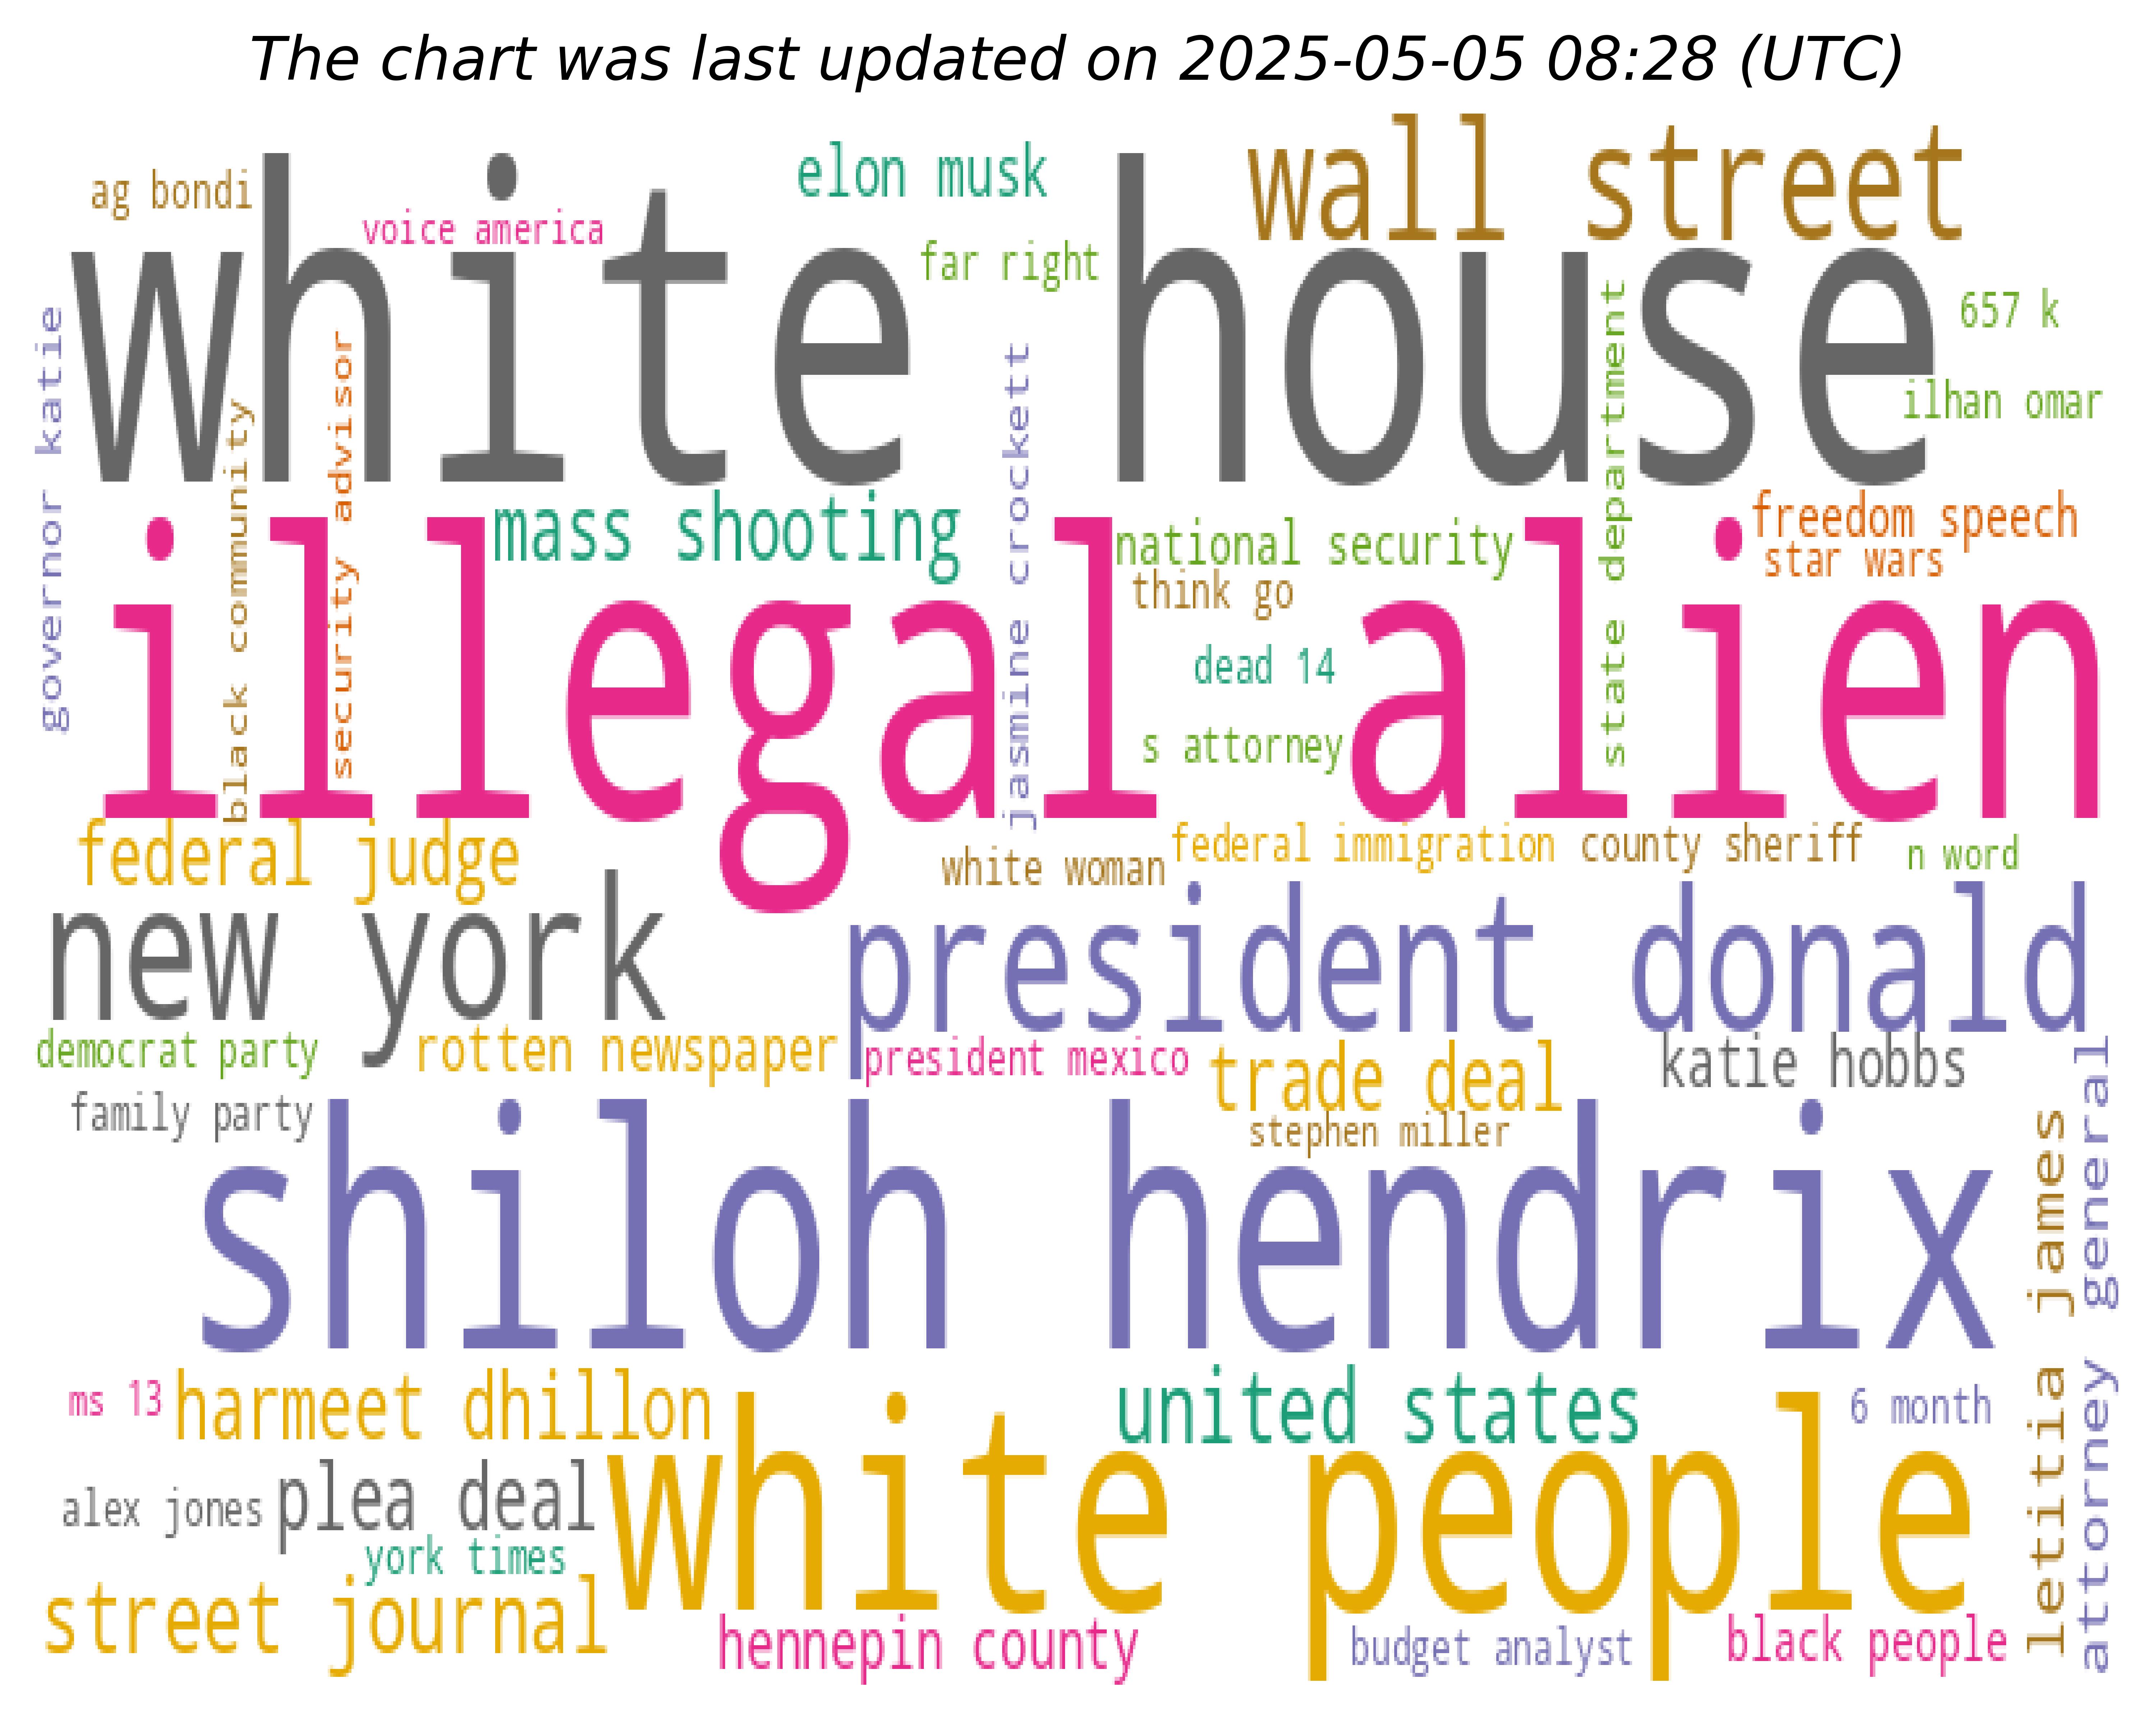 The chart was last updated on 2025-05-05 08:28 (UTC)
wall street
elon musk
ag bondi
voice america
far right
white house
657 k
ilhan omar
governor katie
black community
security advisor
jasmine crockett
state department
mass shooting
national security
freedom speech
star wars
think go
illegal alien
dead 14
s attorney
federal judge
white woman
federal immigration
county sheriff
n word
new york
president donald
democrat party
rotten newspaper
president mexico
trade deal
katie hobbs
family party
stephen miller
shiloh hendrix
letitia james
attorney general
ms 13
harmeet dhillon
united states
6 month
alex jones
plea deal
white people
york times
street journal
hennepin county
budget analyst
black people